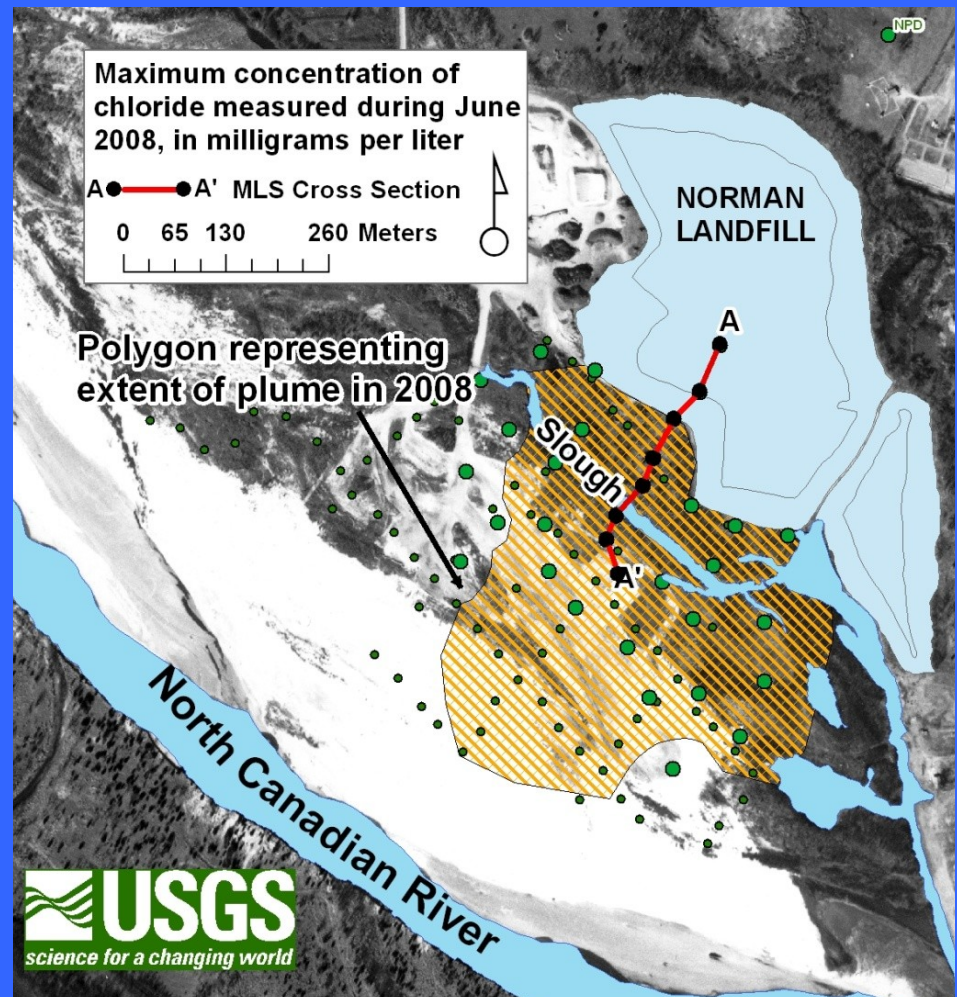 NPD
Maximum concentration of
chloride measured during June
2008, in milligrams per liter
A A' MLS Cross Section
0 65 130 260 Meters
NORMAN
LANDFILL
A
Polygon representing
extent of plume in 2008
Slough
A'
North Canadian River
USGS
science for a changing world